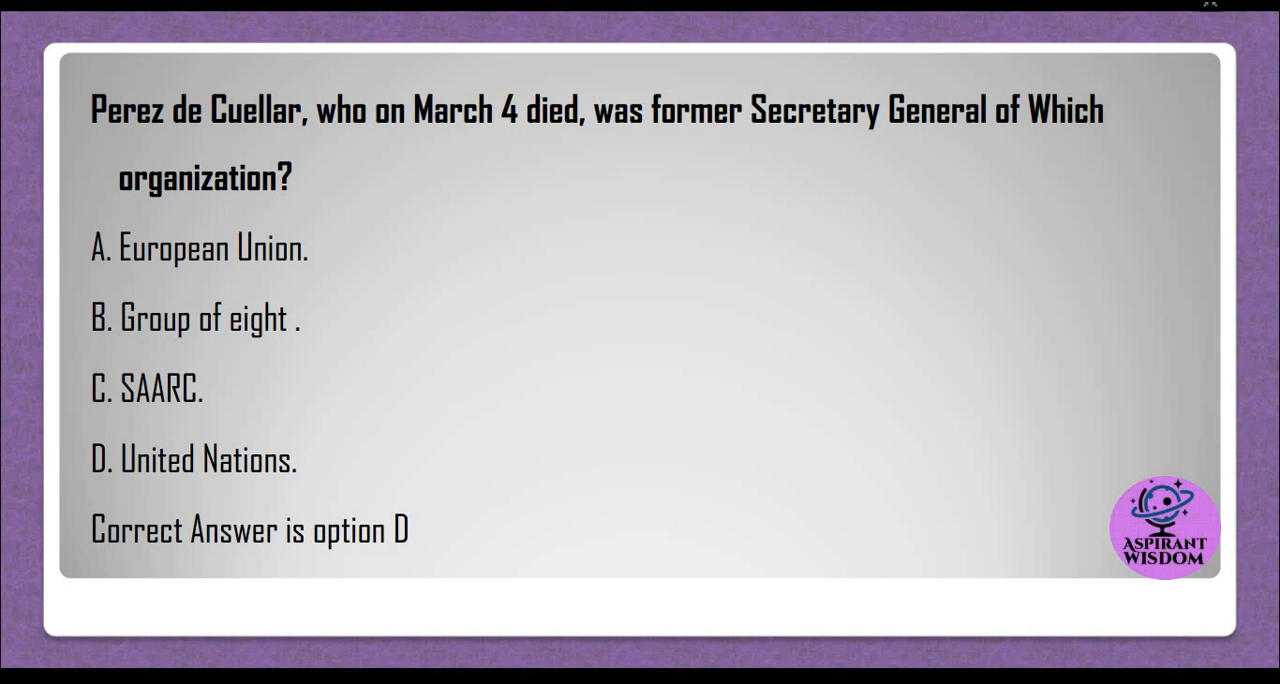 Perez de Cuellar, who on March 4 died, was former Secretary General of Which
organization?
A. European Union.
B. Group of eight .
C. SAARC.
D. United Nations.
Correct Answer is option D
ASPIRANT
WISDOM